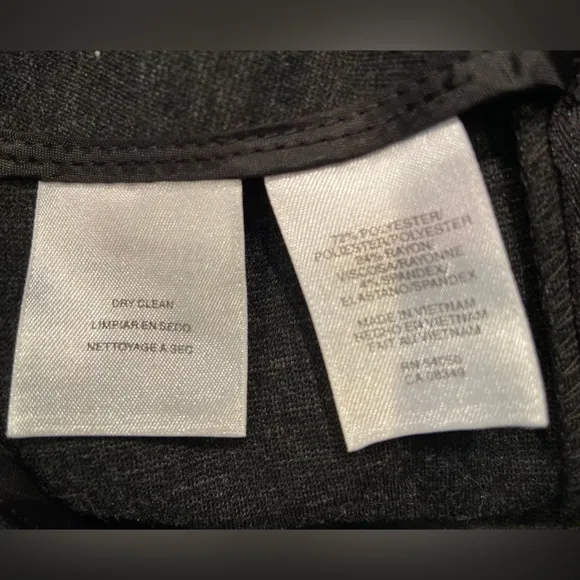 DRY CLEAN
LIMPIAR EN SECO
NETTOYAGE A SEC
72% POLYESTER/
POLIESTER/POLYESTER
24% RAYON/
VISCOSA/RAYONNE
4% SPANDEX/
ELASTANO/SPANDEX
MADE IN VIETNAM
HECHO EN VIETNAM
FAIT AU VIETNAM
RN 54050
CA 08349